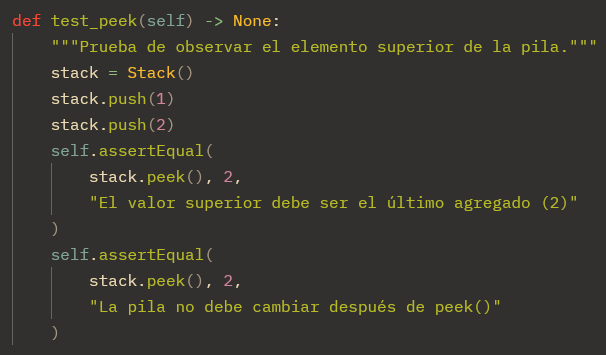 def test_peek(self) -> None:
    """Prueba de observar el elemento superior de la pila."""
    stack = Stack()
    stack.push(1)
    stack.push(2)
    self.assertEqual(
        stack.peek(), 2,
        "El valor superior debe ser el último agregado (2)"
    )
    self.assertEqual(
        stack.peek(), 2,
        "La pila no debe cambiar después de peek()"
    )